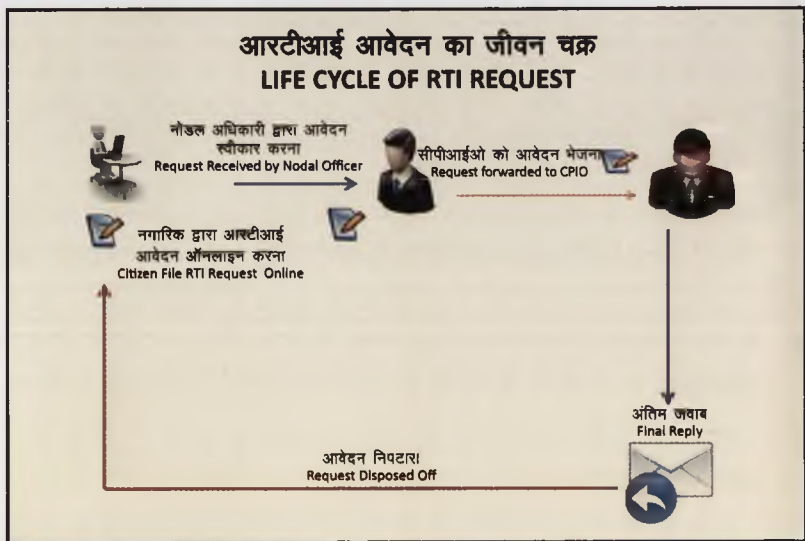 आरटीआई आवेदन का जीवन चक्र
LIFE CYCLE OF RTI REQUEST
नोडल अधिकारी द्वारा आवेदन
स्वीकार करना
Request Received by Nodal Officer
सीपीआईओ को आवेदन भेजना
Request forwarded to CPIO
नगारिक द्वारा आरटीआई
आवेदन ऑनलाइन करना
Citizen File RTI Request Online
अंतिम जवाब
Final Reply
आवेदन निपटारा
Request Disposed Off